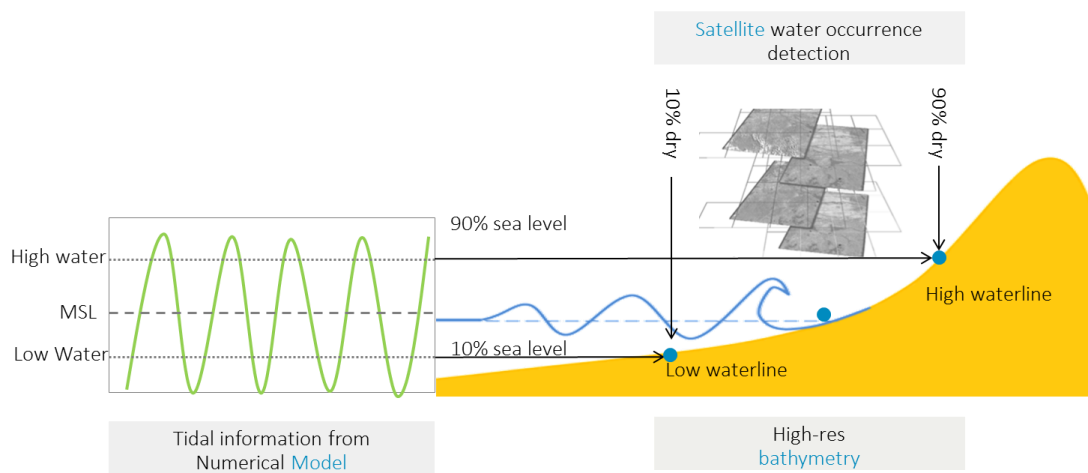 Satellite water occurrence
detection
10% dry
90% dry
90% sea level
High water
High waterline
MSL
10% sea level
Low Water
Low waterline
Tidal information from
Numerical Model
High-res
bathymetry